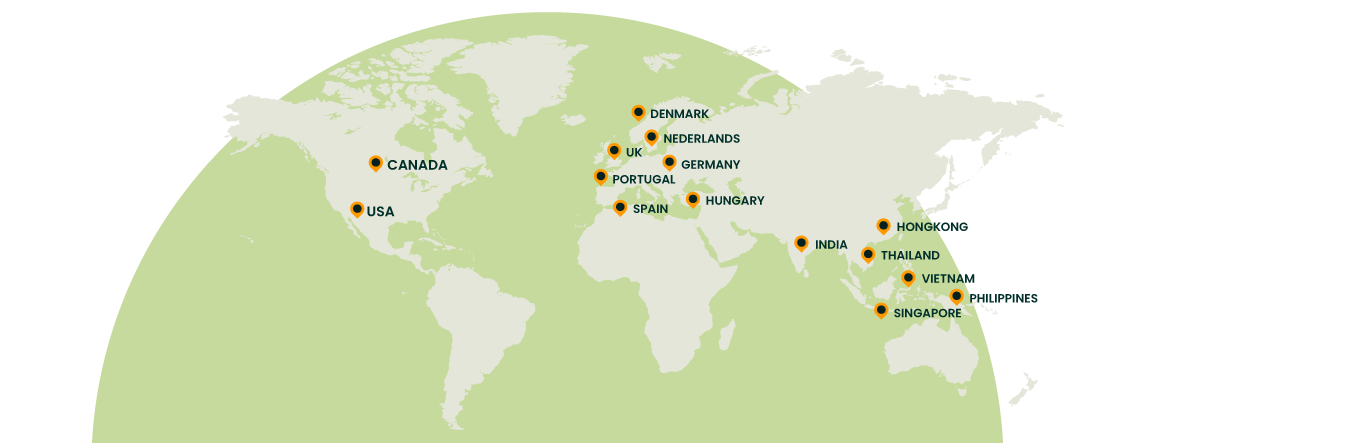 DENMARK
NEDERLANDS
UK
CANADA
GERMANY
PORTUGAL
HUNGARY
USA
SPAIN
HONGKONG
INDIA
THAILAND
VIETNAM
PHILIPPINES
SINGAPORE